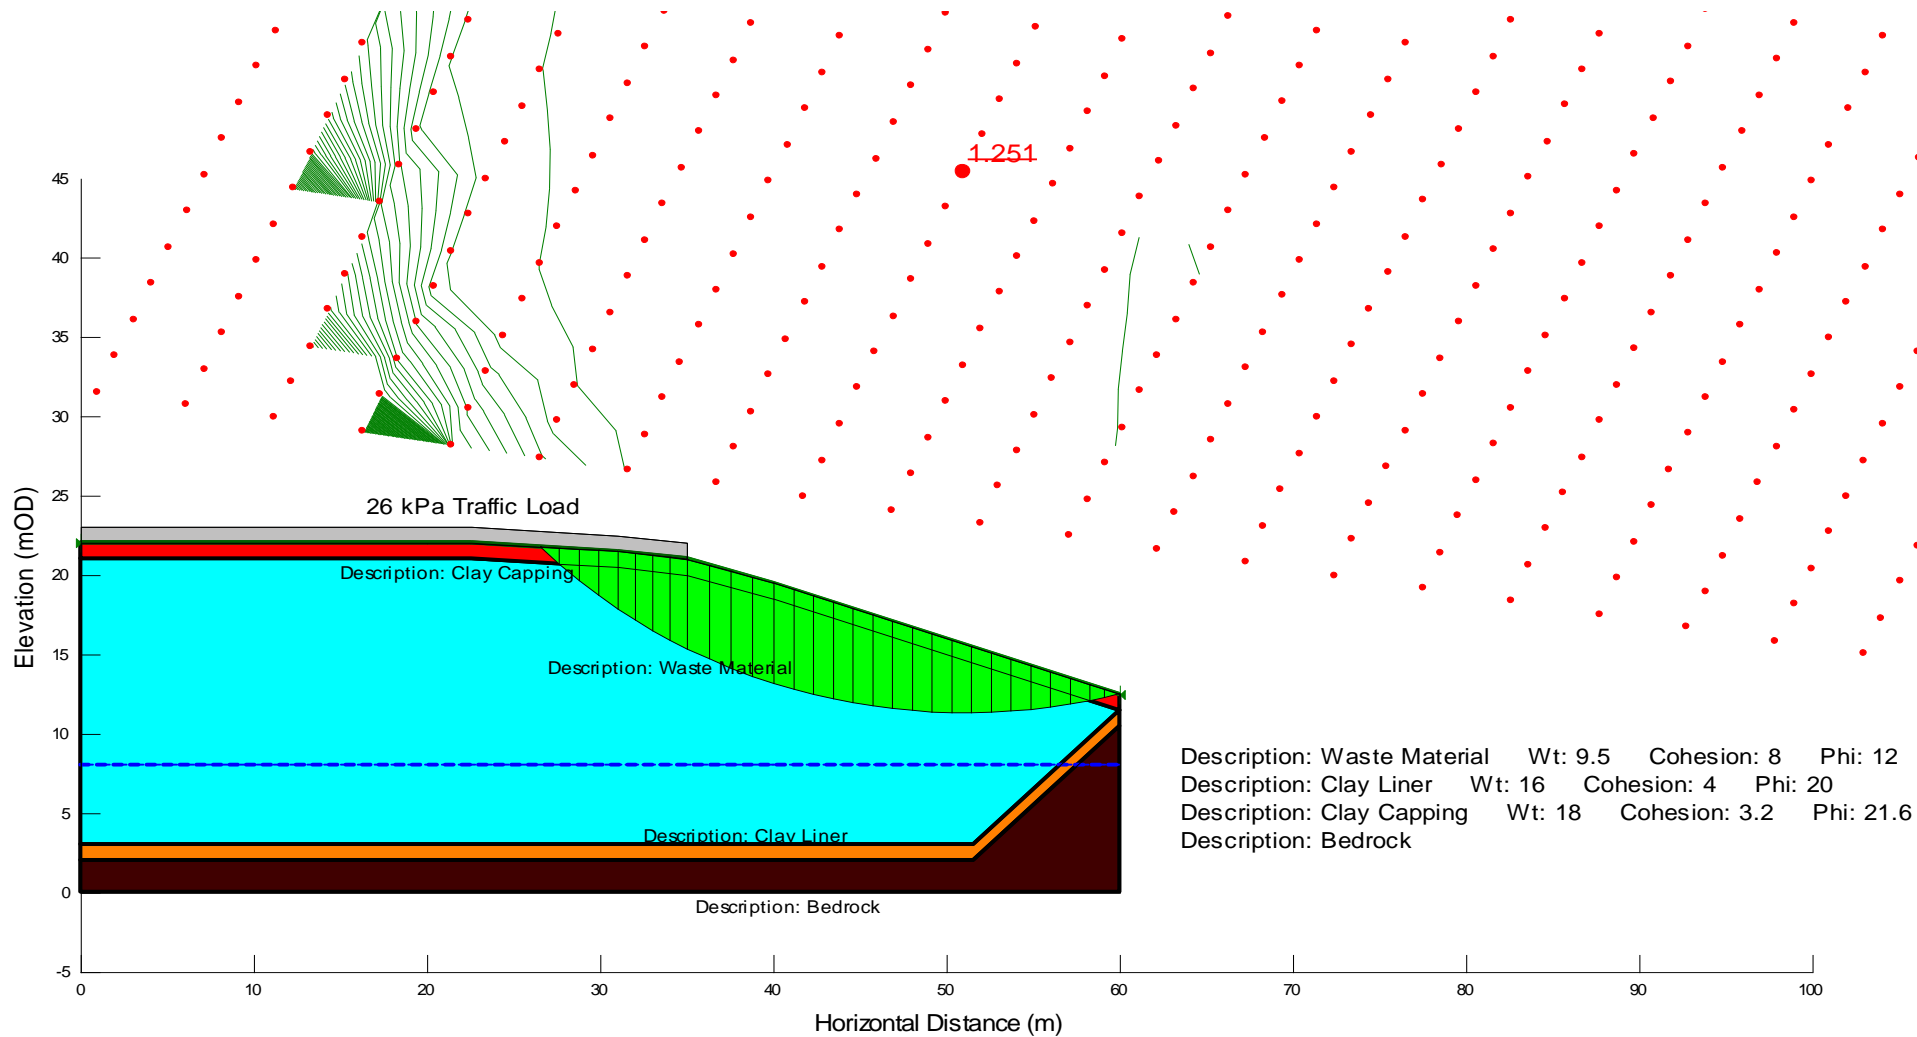 1.251
45
40
35
30
25
20
15
10
5
0
-5
Elevation (mOD)
26 kPa Traffic Load
Description: Clay Capping
Description: Waste Material
Description: Clay Liner
Description: Bedrock
Description: Waste Material Wt: 9.5 Cohesion: 8 Phi: 12
Description: Clay Liner Wt: 16 Cohesion: 4 Phi: 20
Description: Clay Capping Wt: 18 Cohesion: 3.2 Phi: 21.6
Description: Bedrock
0 10 20 30 40 50 60 70 80 90 100
Horizontal Distance (m)